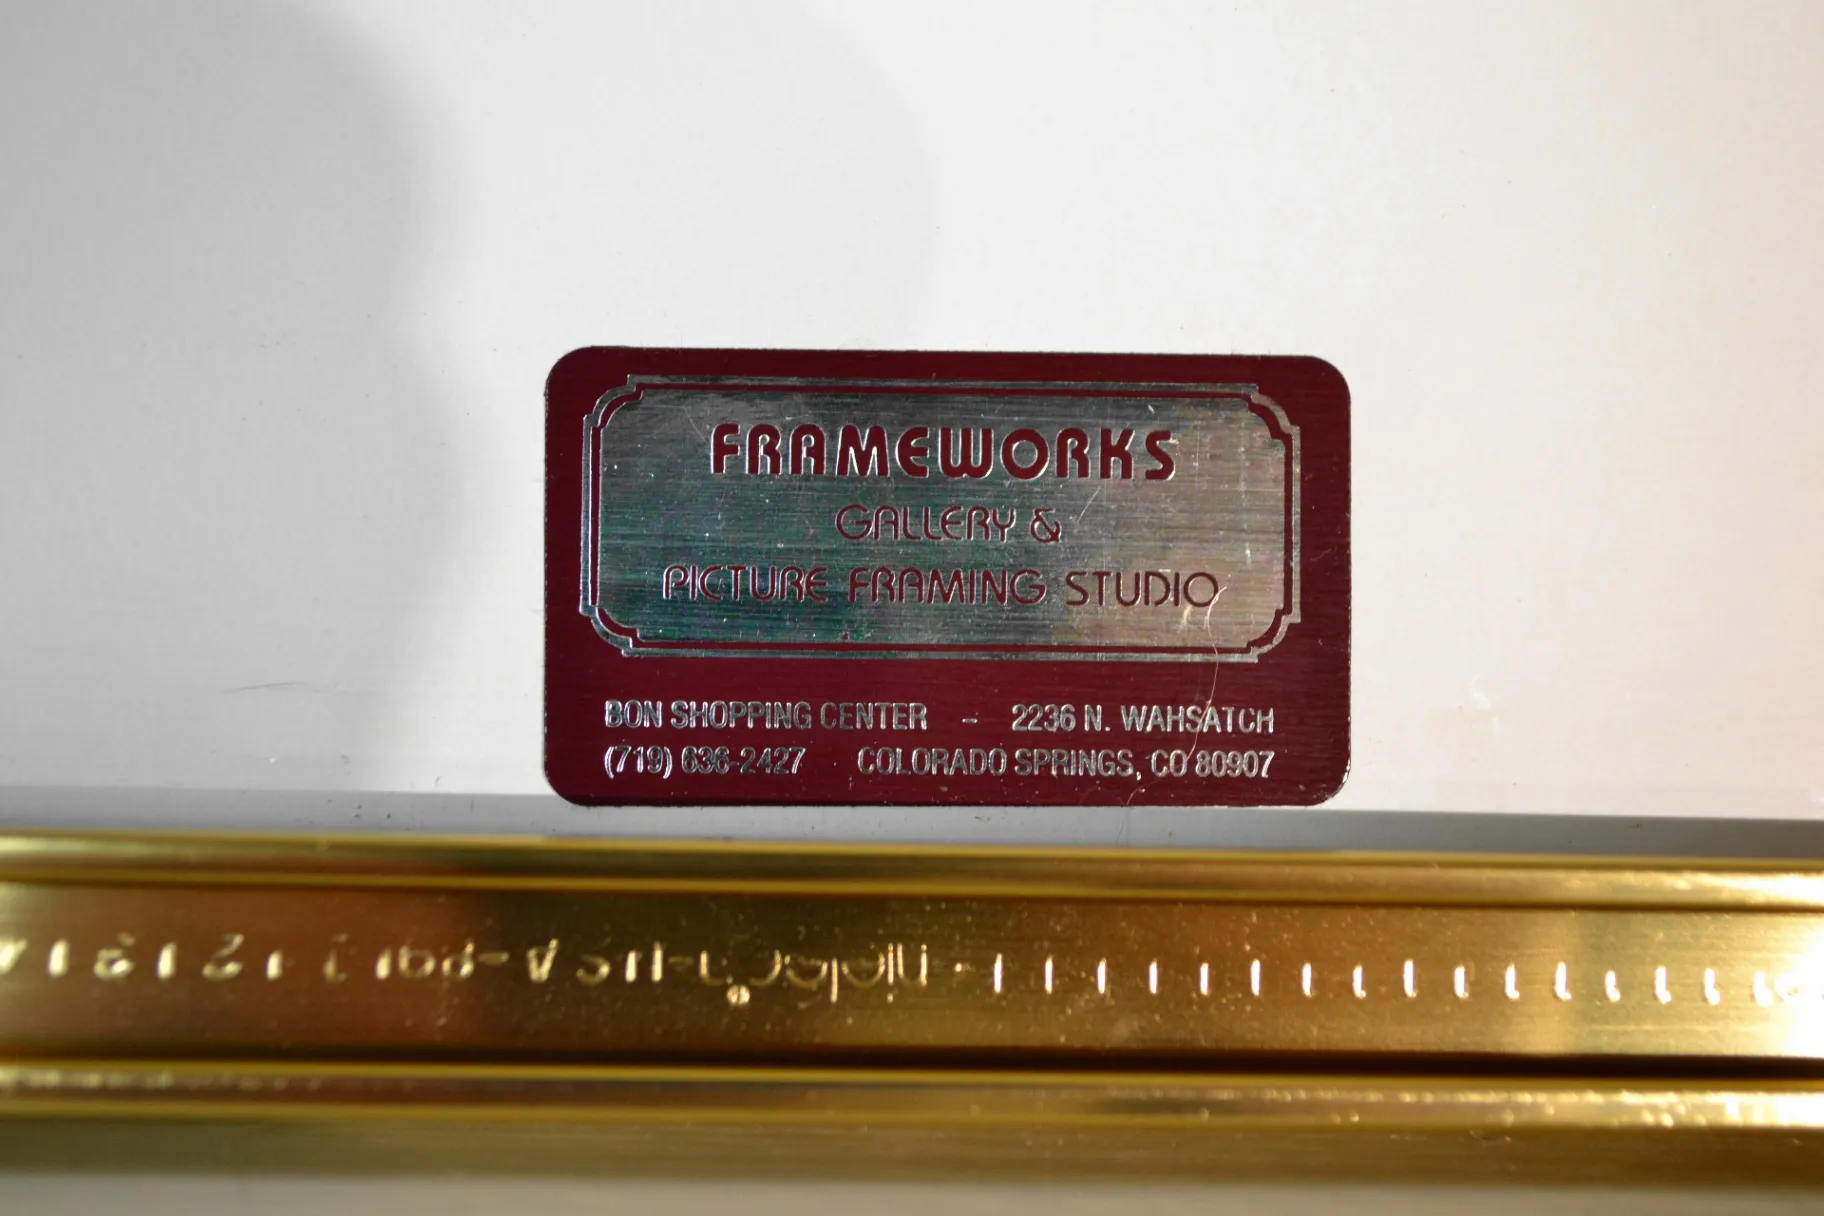 FRAMEWORKS
GALLERY &
PICTURE FRAMING STUDIO
BON SHOPPING CENTER - 2236 N. WAHSATCH
(719) 636-2427 COLORADO SPRINGS, CO 80907